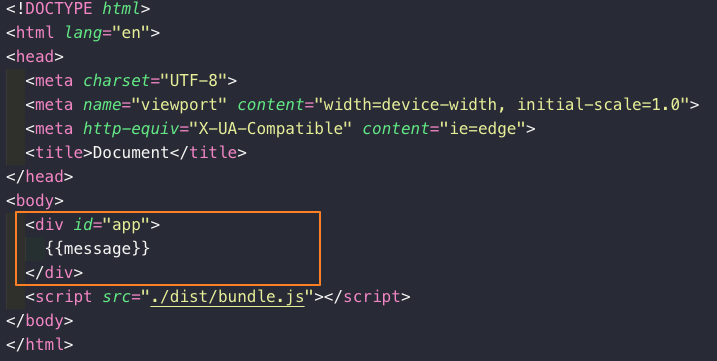 <!DOCTYPE html>
<html lang="en">
<head>
  <meta charset="UTF-8">
  <meta name="viewport" content="width=device-width, initial-scale=1.0">
  <meta http-equiv="X-UA-Compatible" content="ie=edge">
  <title>Document</title>
</head>
<body>
  <div id="app">
    {{message}}
  </div>
  <script src="./dist/bundle.js"></script>
</body>
</html>